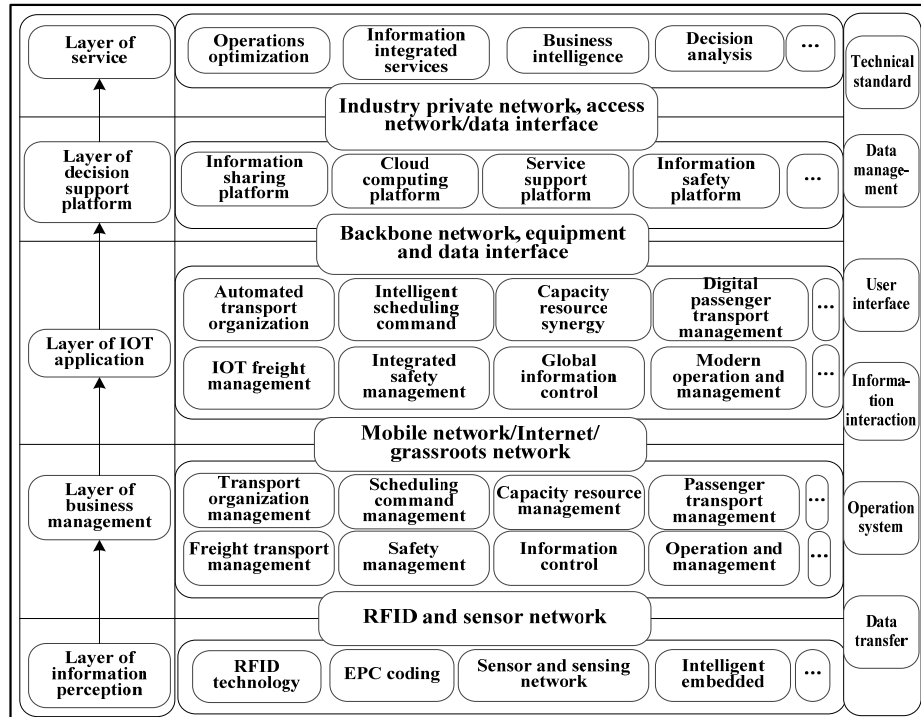 Layer of
service
Operations
optimization
Information
integrated
services
Business
intelligence
Decision
analysis
...
Technical
standard
Industry private network, access
network/data interface
Layer of
decision
support
platform
Information
sharing
platform
Cloud
computing
platform
Service
support
platform
Information
safety
platform
...
Data
manage-
ment
Backbone network, equipment
and data interface
Layer of IOT
application
Automated
transport
organization
Intelligent
scheduling
command
Capacity
resource
synergy
Digital
passenger
transport
management
...
User
interface
IOT freight
management
Integrated
safety
management
Global
information
control
Modern
operation and
management
...
Informa-
tion
interaction
Mobile network/Internet/
grassroots network
Layer of
business
management
Transport
organization
management
Scheduling
command
management
Capacity resource
management
Passenger
transport
management
...
Operation
system
Freight transport
management
Safety
management
Information
control
Operation and
management
...
RFID and sensor network
Data
transfer
Layer of
information
perception
RFID
technology
EPC coding
Sensor and sensing
network
Intelligent
embedded
...